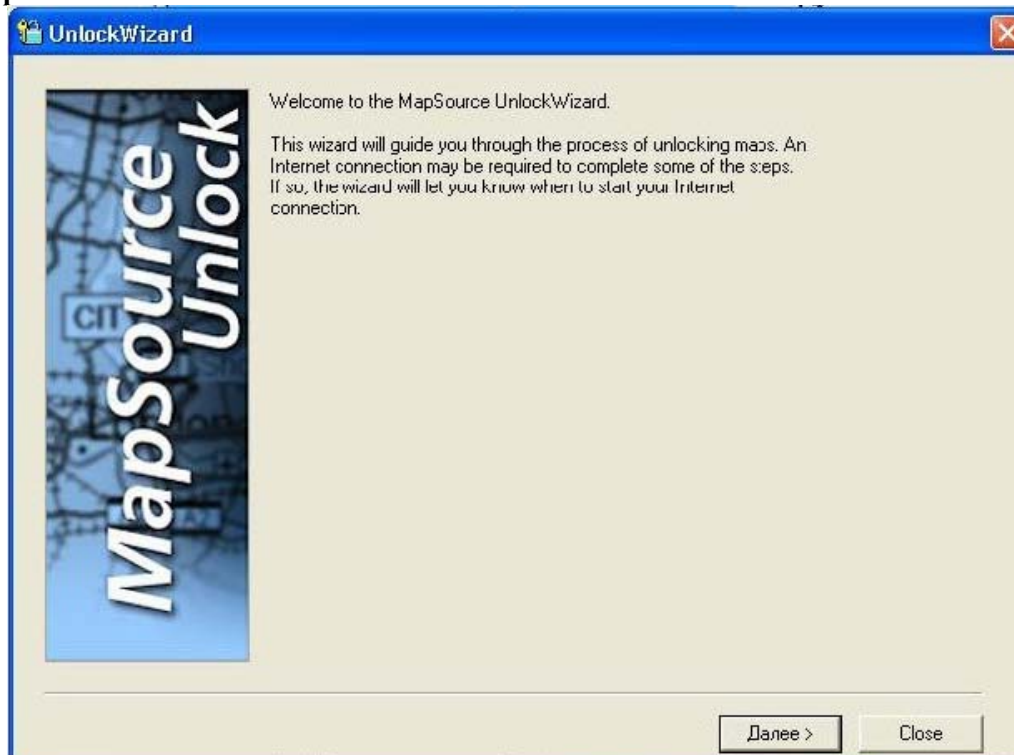 UnlockWizard
MapSource
Unlock
CIT
Welcome to the MapSource UnlockWizard.
This wizard will guide you through the process of unlocking maps. An
Internet connection may be required to complete some of the steps.
If so, the wizard will let you know when to start your Internet
connection.
Далее >
Close